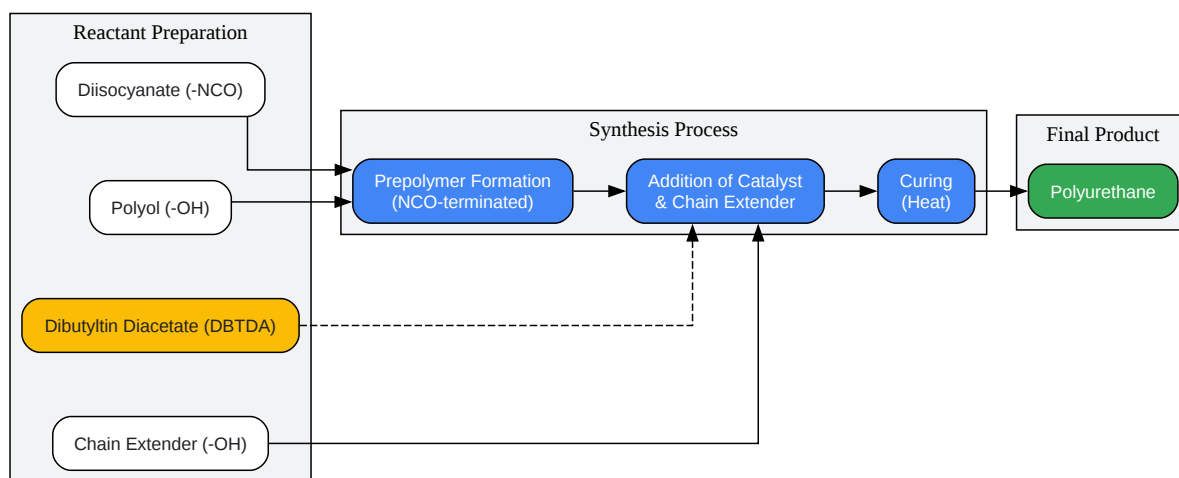 Reactant Preparation
Diisocyanate (-NCO)
Polyol (-OH)
Dibutyltin Diacetate (DBTDA)
Chain Extender (-OH)
Synthesis Process
Prepolymer Formation
(NCO-terminated)
Addition of Catalyst
& Chain Extender
Curing
(Heat)
Final Product
Polyurethane